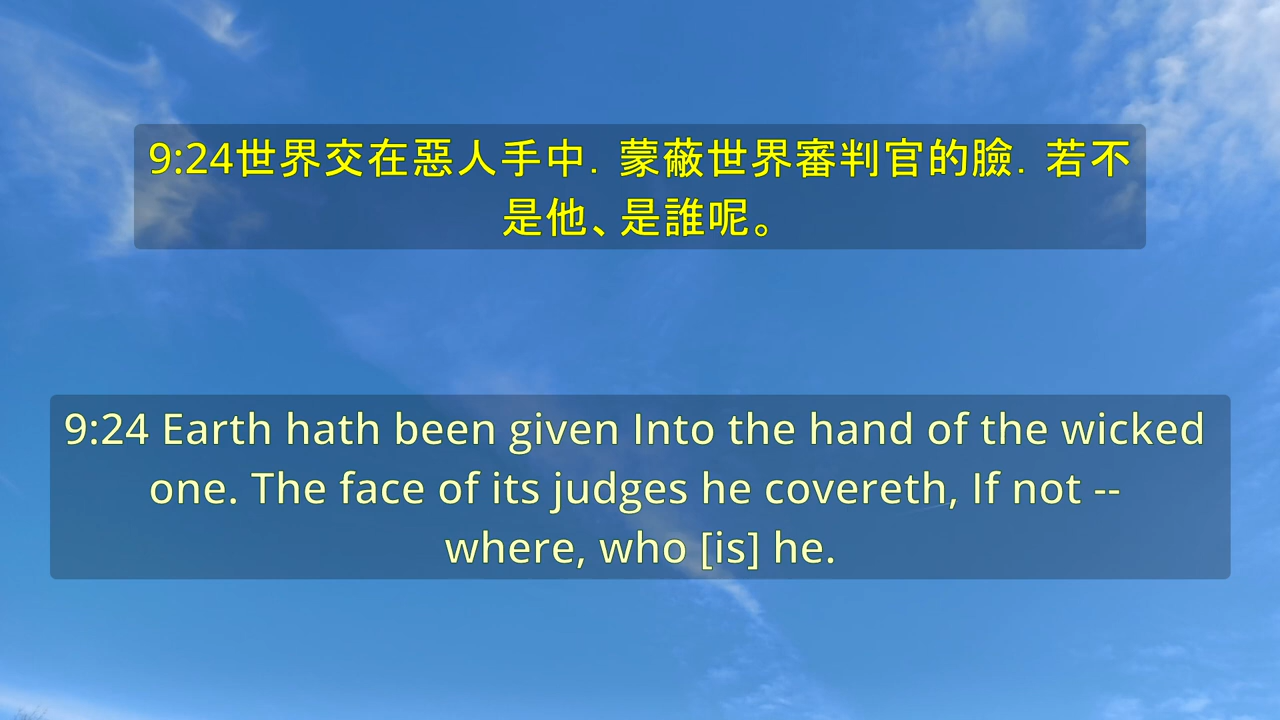 9:24世界交在惡人手中．蒙蔽世界審判官的臉．若不
是他、是誰呢。
9:24 Earth hath been given Into the hand of the wicked
one. The face of its judges he covereth, If not --
where, who [is] he.